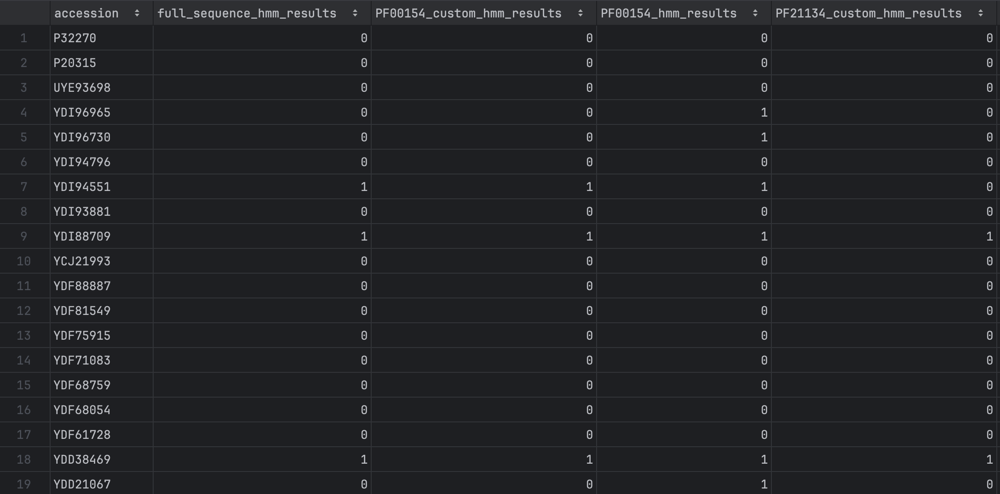 accession full_sequence_hmm_results PF00154_custom_hmm_results PF00154_hmm_results PF21134_custom_hmm_results
1 P32270 0 0 0 0
2 P20315 0 0 0 0
3 UYE93698 0 0 0 0
4 YDI96965 0 0 1 0
5 YDI96730 0 0 1 0
6 YDI94796 0 0 0 0
7 YDI94551 1 1 1 0
8 YDI93881 0 0 0 0
9 YDI88709 1 1 1 1
10 YCJ21993 0 0 0 0
11 YDF88887 0 0 0 0
12 YDF81549 0 0 0 0
13 YDF75915 0 0 0 0
14 YDF71083 0 0 0 0
15 YDF68759 0 0 0 0
16 YDF68054 0 0 0 0
17 YDF61728 0 0 0 0
18 YDD38469 1 1 1 1
19 YDD21067 0 0 1 0